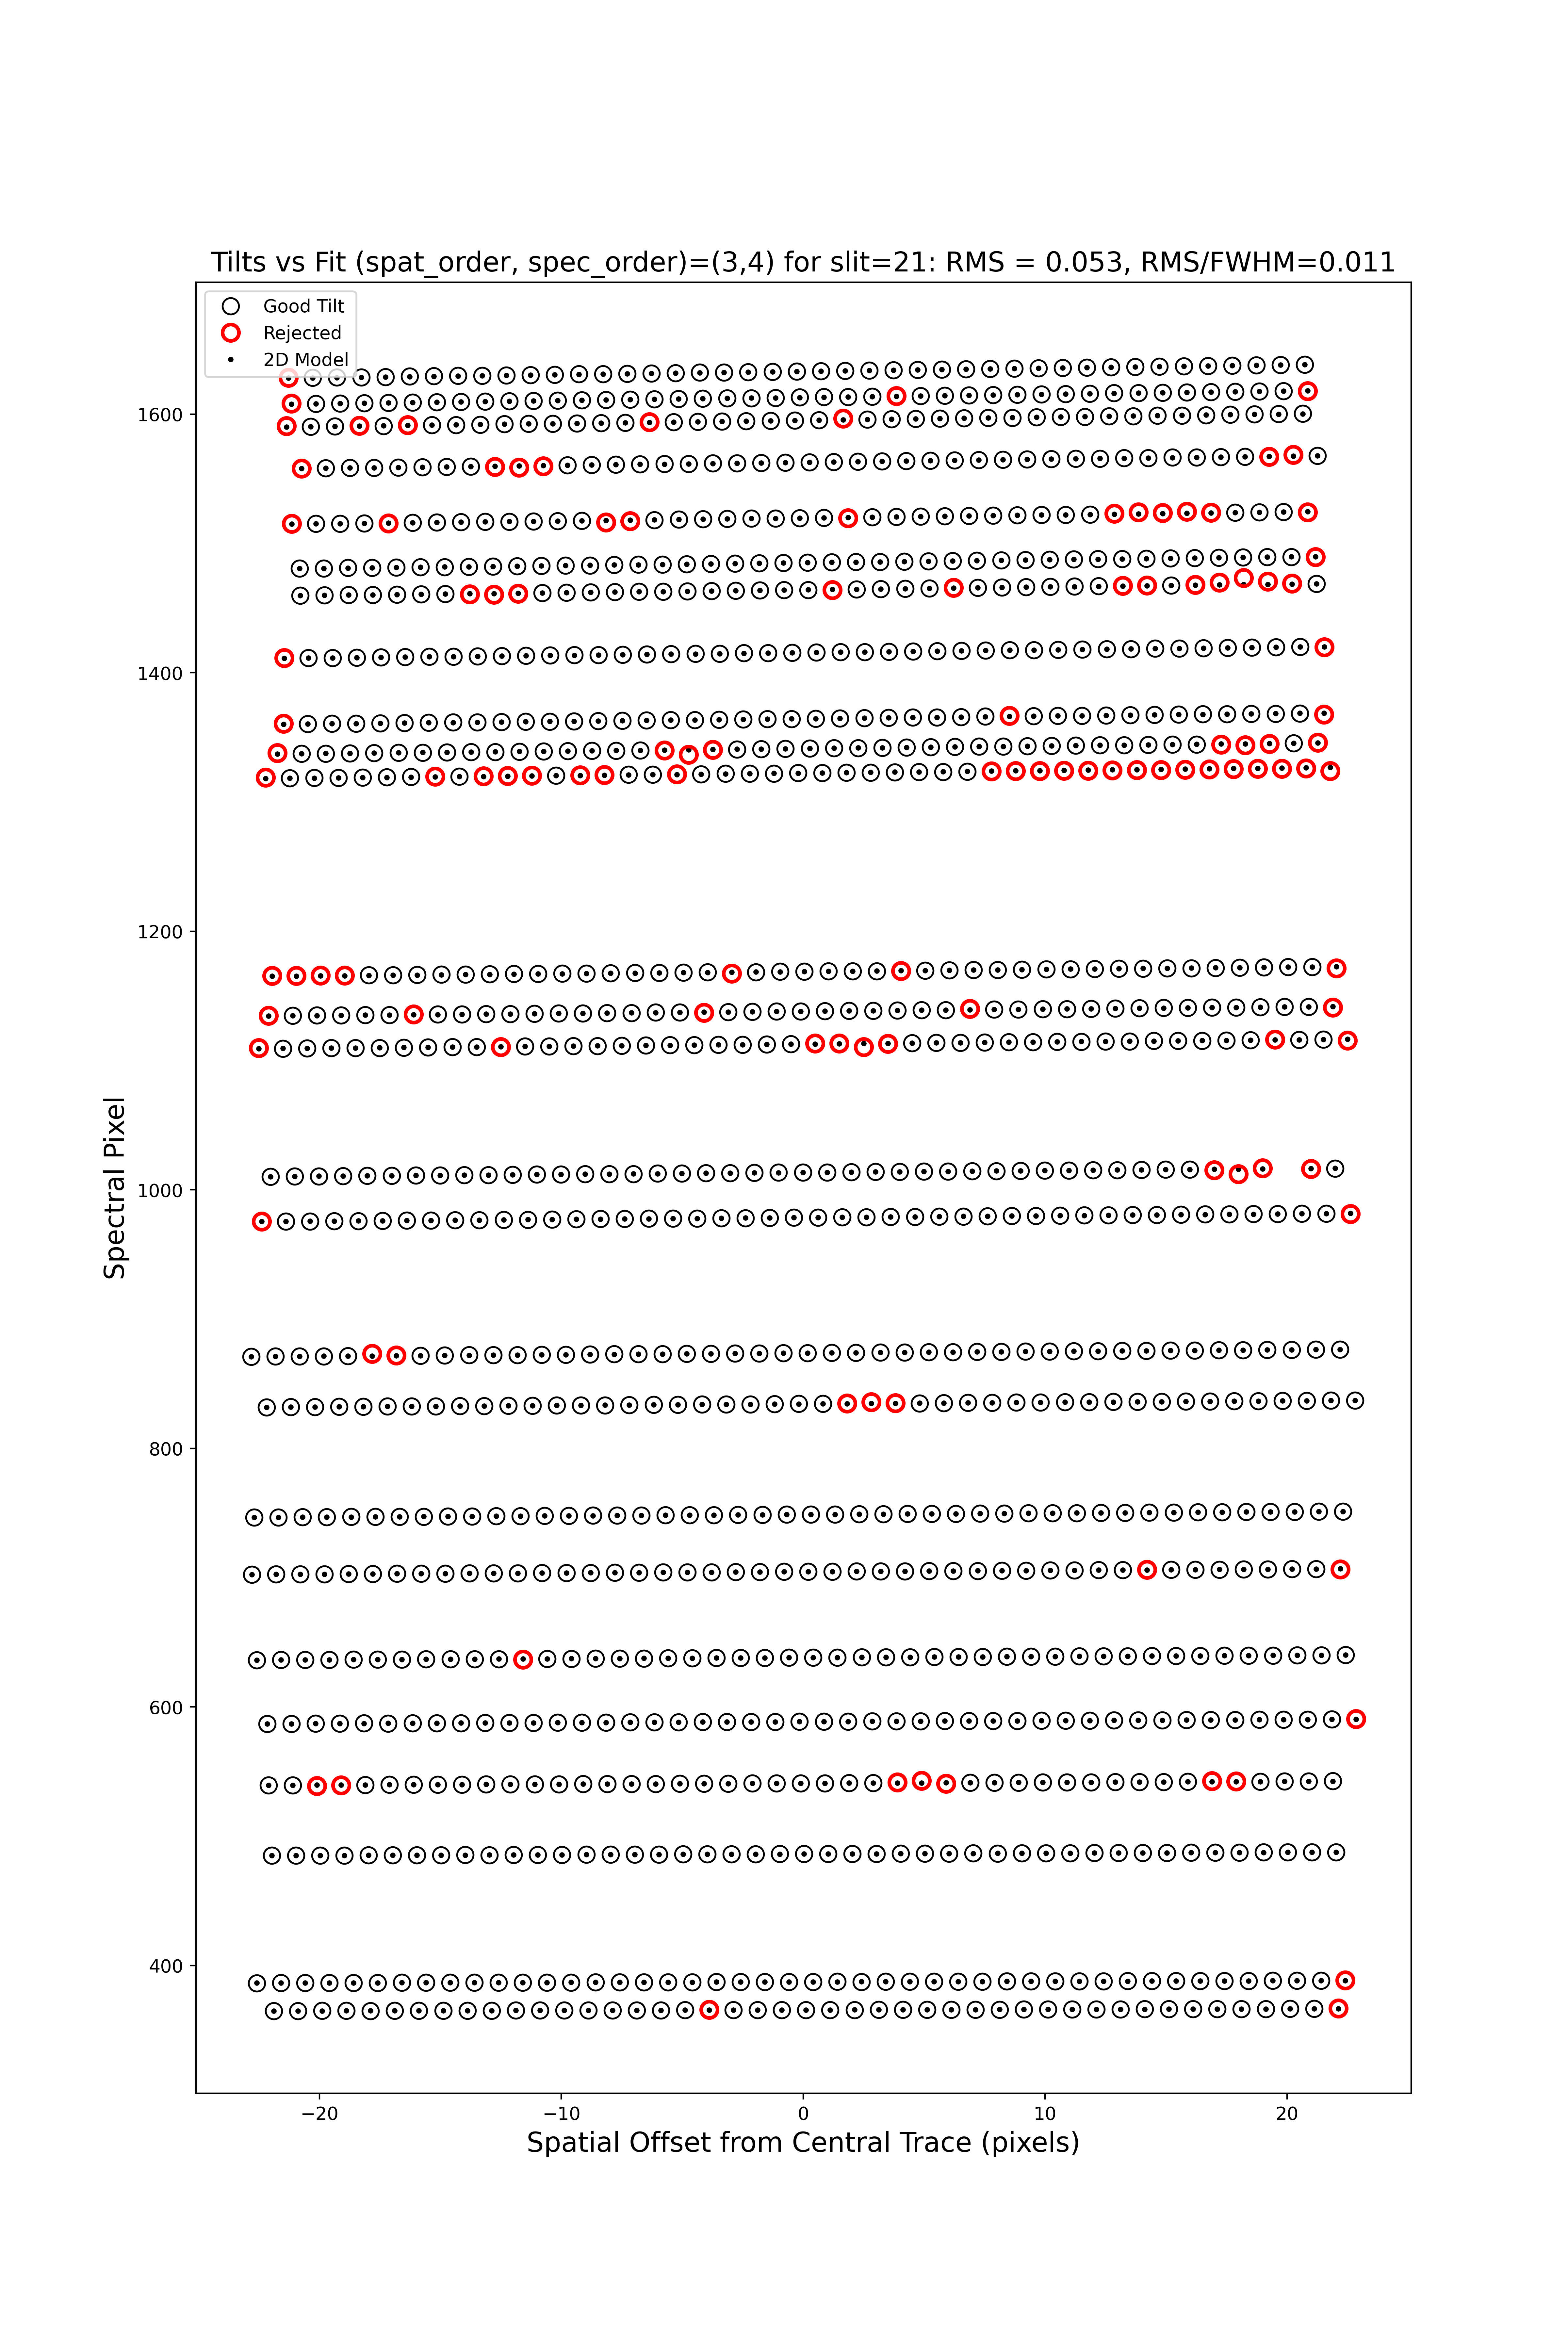 Tilts vs Fit (spat_order, spec_order)=(3,4) for slit=21: RMS = 0.053, RMS/FWHM=0.011
Good Tilt
Rejected
2D Model
1600
1400
1200
1000
800
600
400
Spectral Pixel
−20 −10 0 10 20
Spatial Offset from Central Trace (pixels)